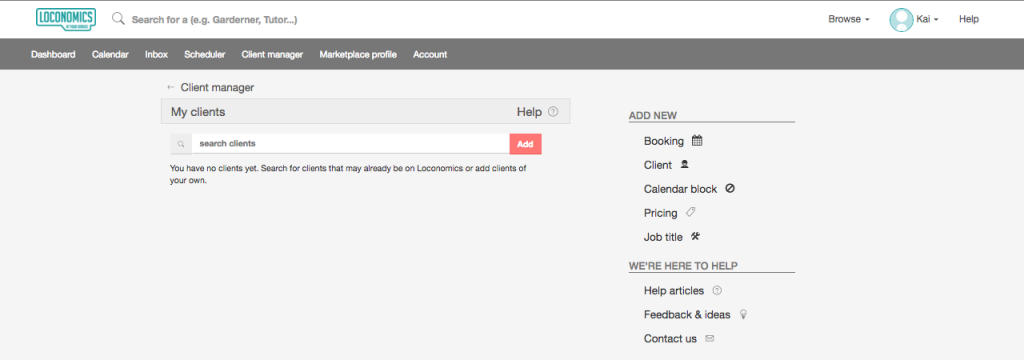 LOCONOMICS
AT YOUR SERVICE
Search for a (e.g. Garderner, Tutor...)
Browse
Kai
Help
Dashboard
Calendar
Inbox
Scheduler
Client manager
Marketplace profile
Account
← Client manager
My clients
Help
search clients
Add
You have no clients yet. Search for clients that may already be on Loconomics or add clients of
your own.
ADD NEW
Booking
Client
Calendar block
Pricing
Job title
WE'RE HERE TO HELP
Help articles
Feedback & ideas
Contact us